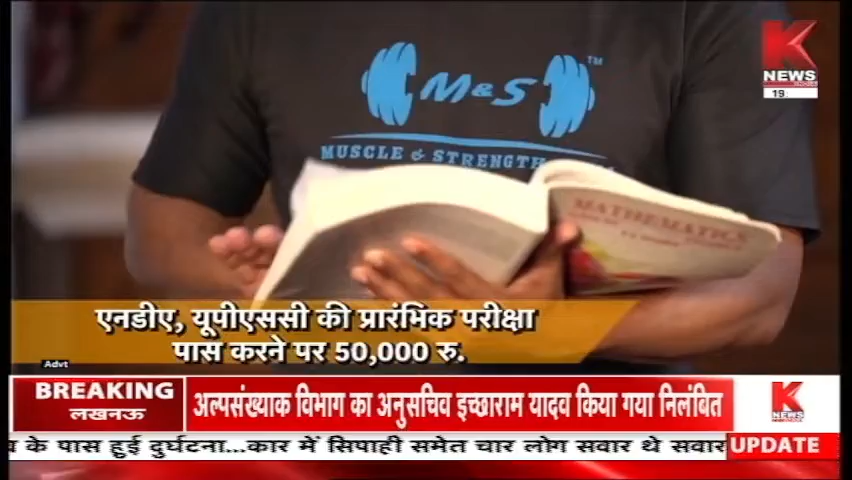 M&S TM
MUSCLE & STRENGTH
K
NEWS
19
MATHEMATICS
एनडीए, यूपीएससी की प्रारंभिक परीक्षा
पास करने पर 50,000 रु.
Advt
BREAKING
लखनऊ
अल्पसंख्याक विभाग का अनुसचिव इच्छाराम यादव किया गया निलंबित
K
NEWS
के पास हुई दुर्घटना...कार में सिपाही समेत चार लोग सवार थे सवार
UPDATE